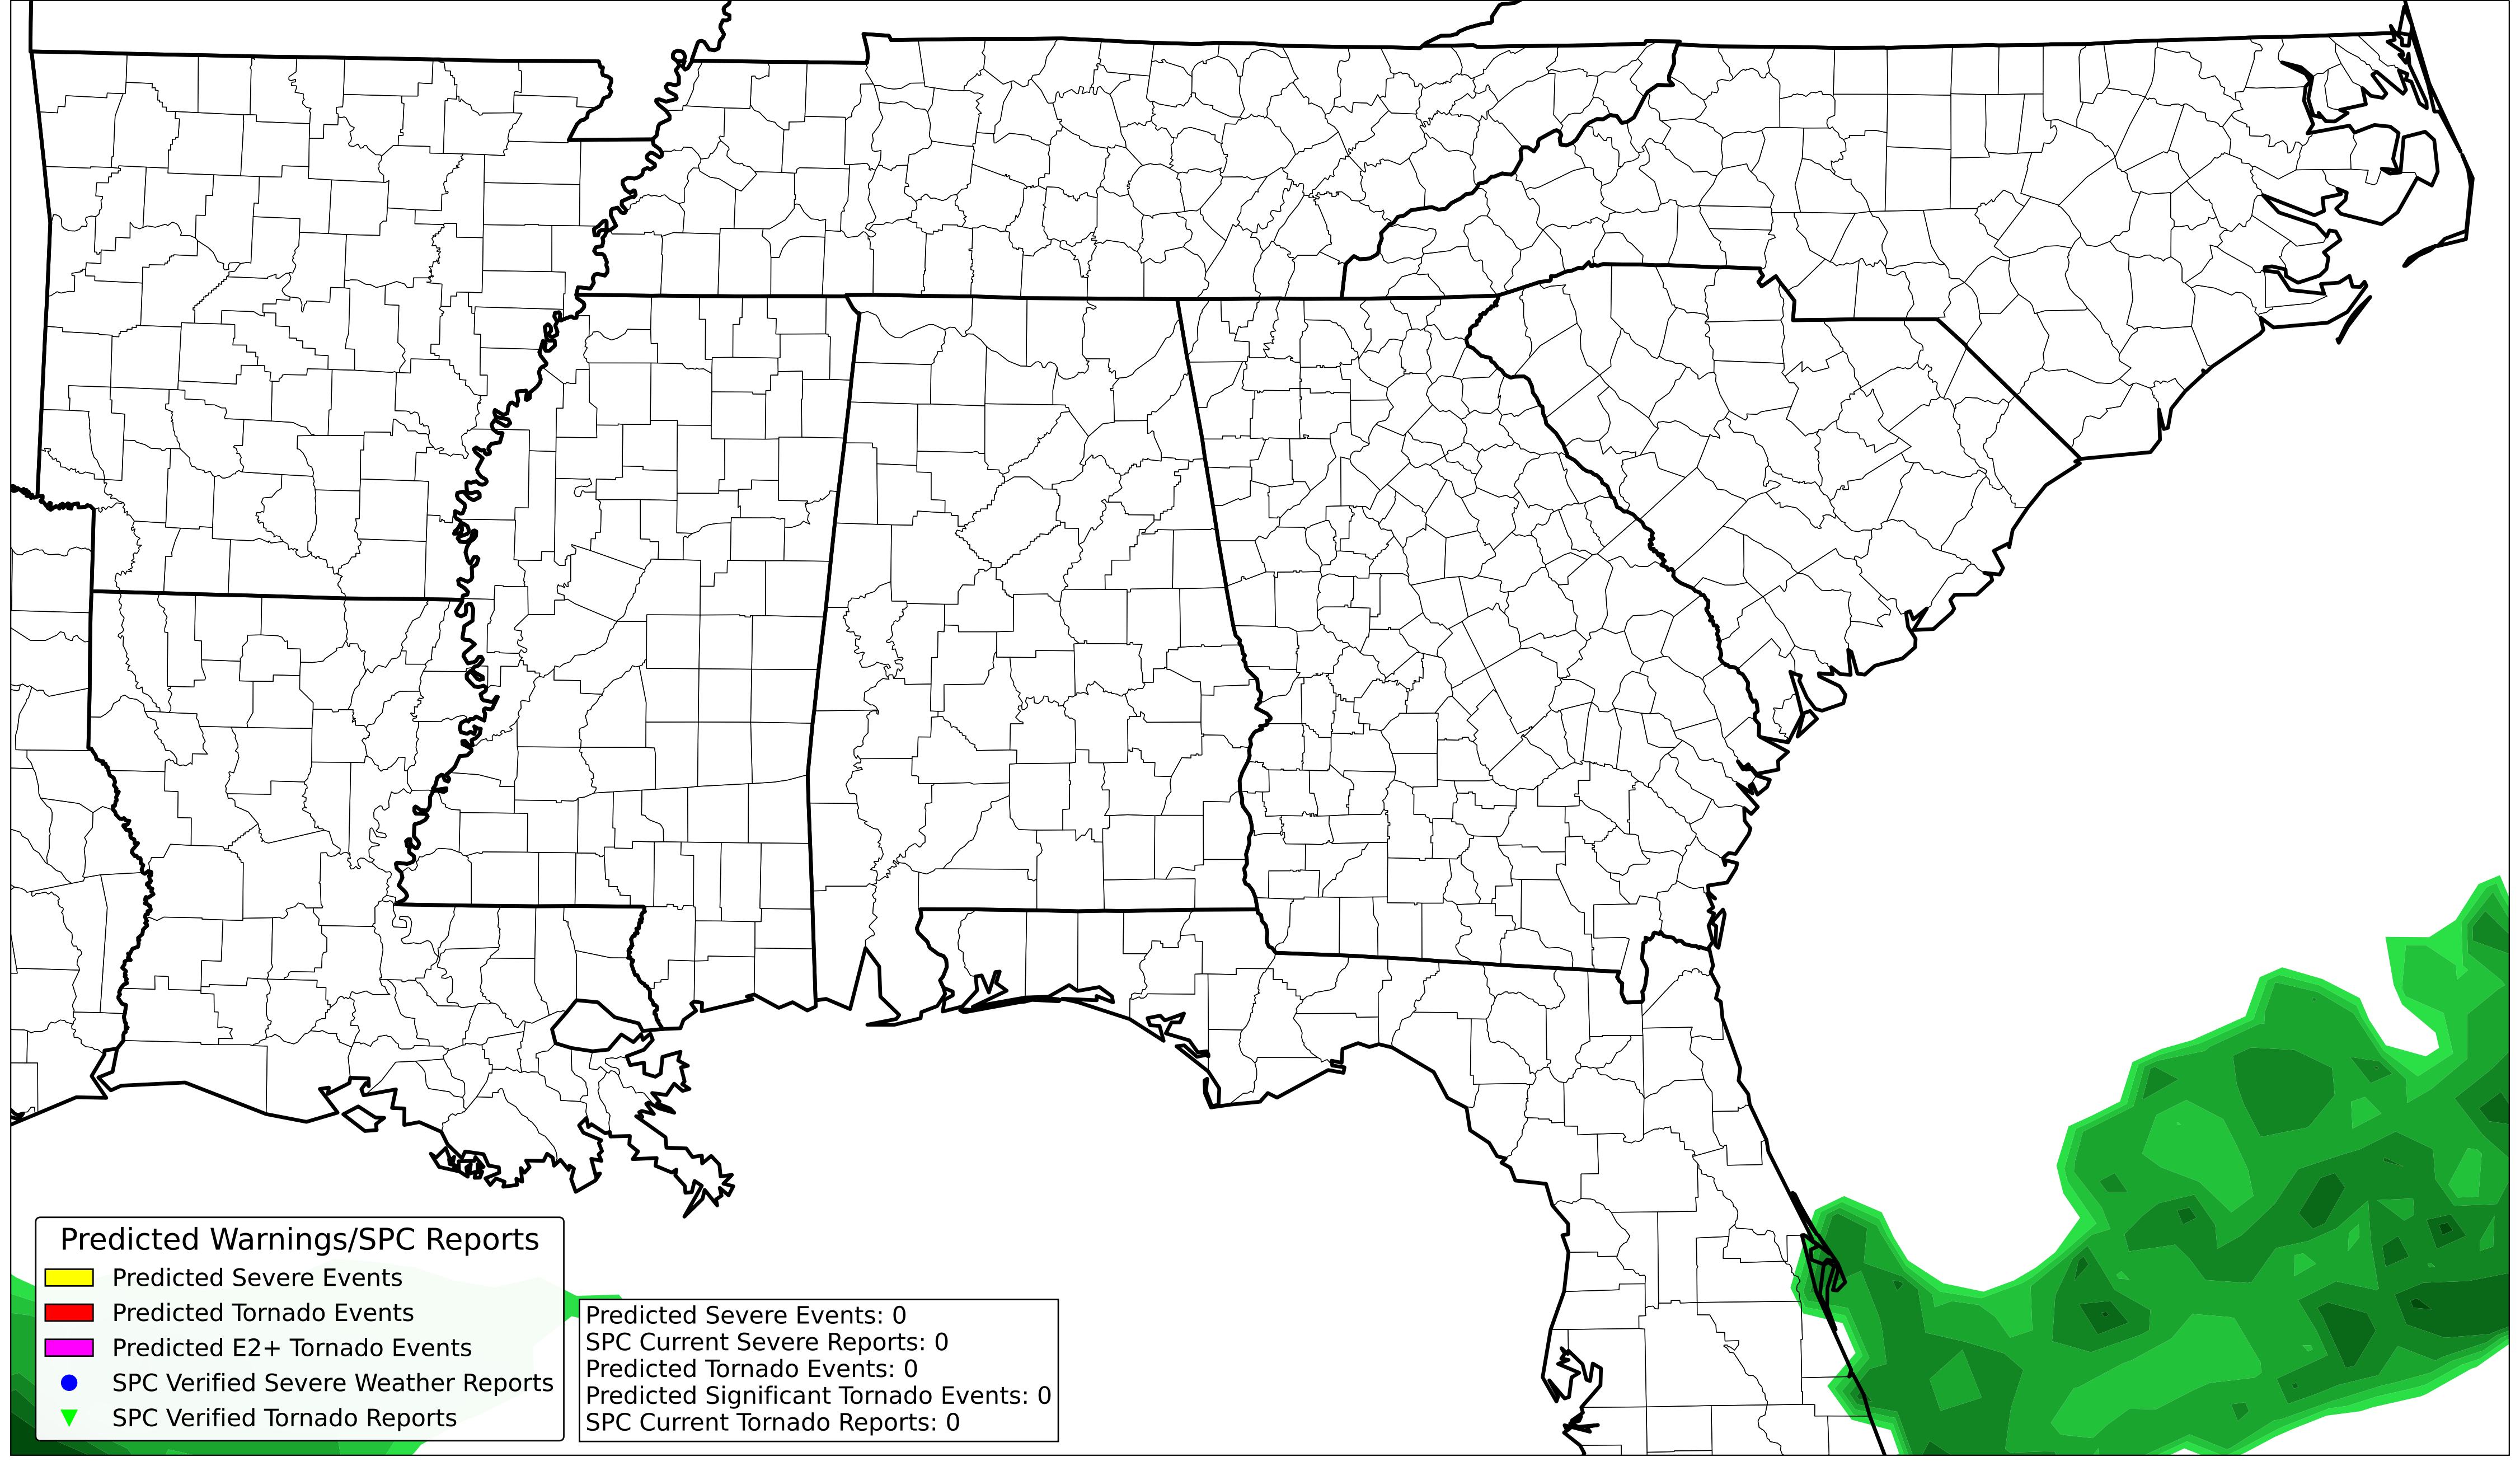 Predicted Warnings/SPC Reports
Predicted Severe Events
Predicted Tornado Events
Predicted E2+ Tornado Events
SPC Verified Severe Weather Reports
SPC Verified Tornado Reports
Predicted Severe Events: 0
SPC Current Severe Reports: 0
Predicted Tornado Events: 0
Predicted Significant Tornado Events: 0
SPC Current Tornado Reports: 0